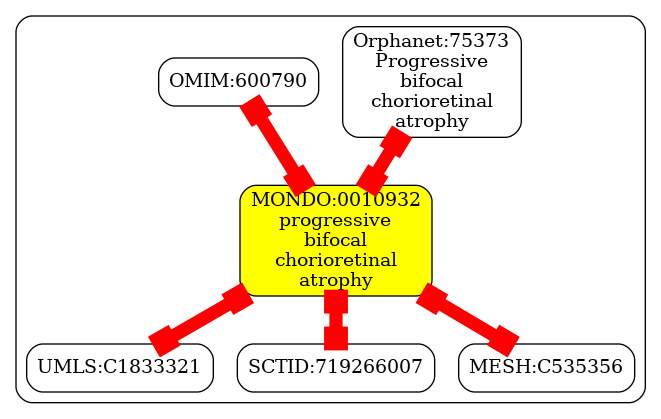 OMIM:600790
Orphanet:75373
Progressive
bifocal
chorioretinal
atrophy
MONDO:0010932
progressive
bifocal
chorioretinal
atrophy
UMLS:C1833321
SCTID:719266007
MESH:C535356